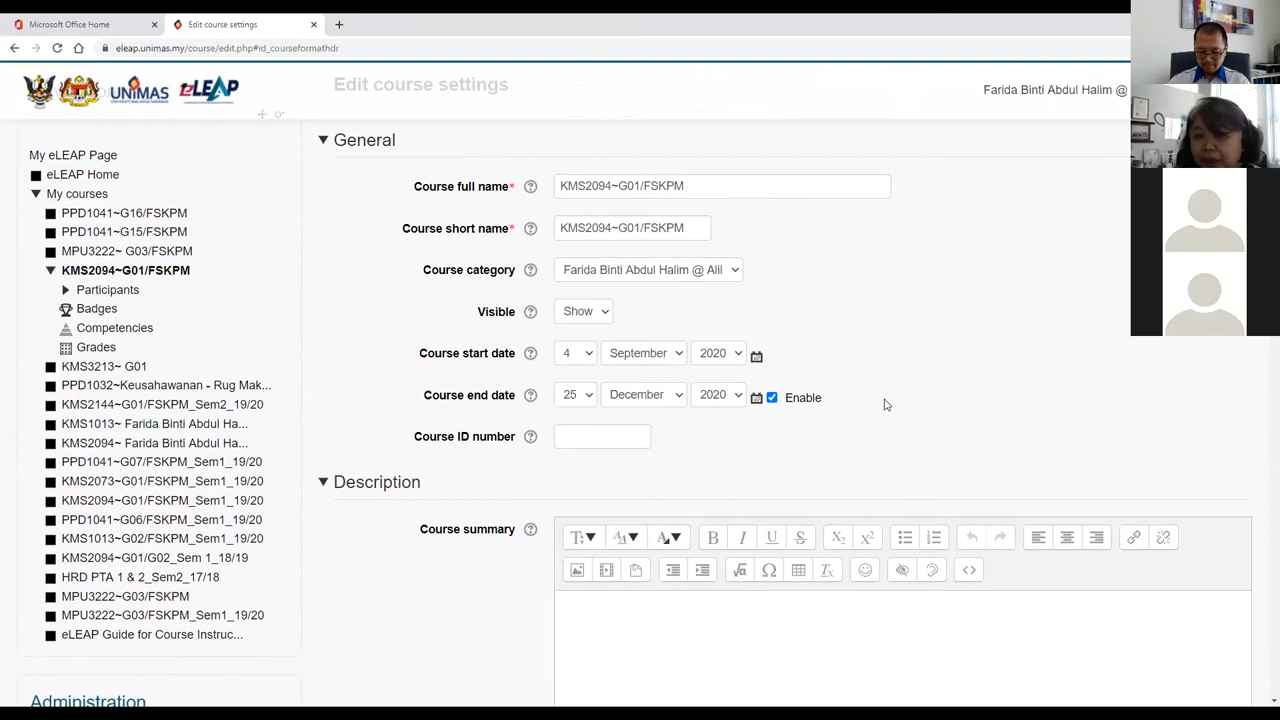 Microsoft Office Home
Edit course settings
eleap.unimas.my/course/edit.php#id_courseformathdr
UNIMAS
eLEAP
Edit course settings
Farida Binti Abdul Halim @
My eLEAP Page
eLEAP Home
My courses
PPD1041~G16/FSKPM
PPD1041~G15/FSKPM
MPU3222~ G03/FSKPM
KMS2094~G01/FSKPM
Participants
Badges
Competencies
Grades
KMS3213~ G01
PPD1032~Keusahawanan - Rug Mak...
KMS2144~G01/FSKPM_Sem2_19/20
KMS1013~ Farida Binti Abdul Ha...
KMS2094~ Farida Binti Abdul Ha...
PPD1041~G07/FSKPM_Sem1_19/20
KMS2073~G01/FSKPM_Sem1_19/20
KMS2094~G01/FSKPM_Sem1_19/20
PPD1041~G06/FSKPM_Sem1_19/20
KMS1013~G02/FSKPM_Sem1_19/20
KMS2094~G01/G02_Sem 1_18/19
HRD PTA 1 & 2_Sem2_17/18
MPU3222~G03/FSKPM
MPU3222~G03/FSKPM_Sem1_19/20
eLEAP Guide for Course Instruc...
Administration
General
Course full name* KMS2094~G01/FSKPM
Course short name* KMS2094~G01/FSKPM
Course category Farida Binti Abdul Halim @ Alil
Visible Show
Course start date 4 September 2020
Course end date 25 December 2020 Enable
Course ID number
Description
Course summary